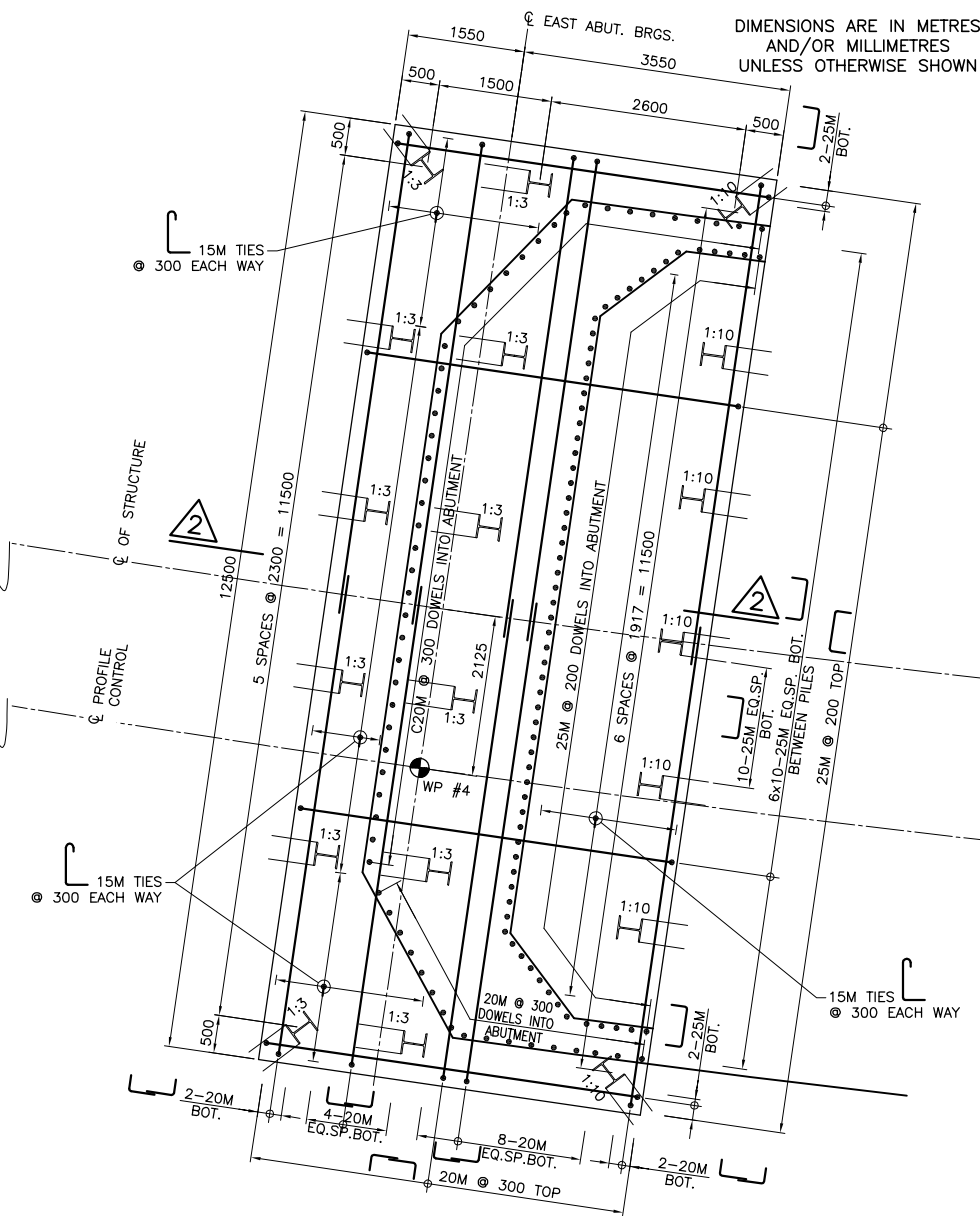 ℄ EAST ABUT. BRGS.
DIMENSIONS ARE IN METRES
AND/OR MILLIMETRES
UNLESS OTHERWISE SHOWN
1550
3550
500
1500
2600
500
500
2-25M
BOT.
1:3
1:3
1:10
15M TIES
@ 300 EACH WAY
1:3
1:3
1:10
℄ OF STRUCTURE
2
12500
5 SPACES @ 2300 = 11500
1:3
1:3
1:10
C20M @ 300 DOWELS INTO ABUTMENT
25M @ 200 DOWELS INTO ABUTMENT
6 SPACES @ 1917 = 11500
2
1:10
℄ PROFILE
CONTROL
1:3
1:3
2125
WP #4
1:10
10-25M EQ.SP.
BOT.
6x10-25M EQ.SP. BOT.
BETWEEN PILES
25M @ 200 TOP
15M TIES
@ 300 EACH WAY
1:3
1:3
1:10
15M TIES
@ 300 EACH WAY
500
1:3
1:3
20M @ 300
DOWELS INTO
ABUTMENT
1:10
2-25M
BOT.
2-20M
BOT.
4-20M
EQ.SP.BOT.
8-20M
EQ.SP.BOT.
2-20M
BOT.
20M @ 300 TOP